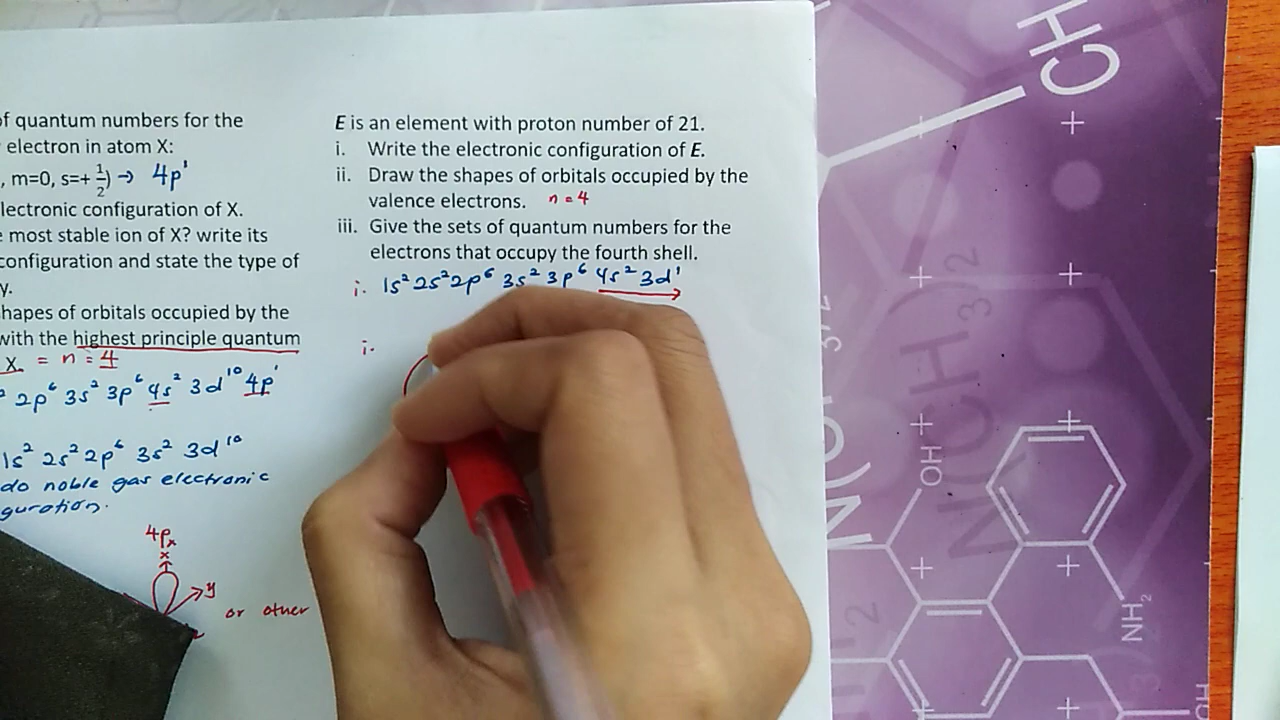 of quantum numbers for the
electron in atom X:
, m=0, s=+ 1/2) → 4p¹
lectronic configuration of X.
most stable ion of X? write its
configuration and state the type of
y.
hapes of orbitals occupied by the
with the highest principle quantum
X. = n = 4
2p⁶ 3s² 3p⁶ 4s² 3d¹⁰ 4p¹
1s² 2s² 2p⁶ 3s² 3d¹⁰
do noble gas electronic
guration.
4pₓ
x
y
or other
E is an element with proton number of 21.
i. Write the electronic configuration of E.
ii. Draw the shapes of orbitals occupied by the
valence electrons. n = 4
iii. Give the sets of quantum numbers for the
electrons that occupy the fourth shell.
i. 1s² 2s² 2p⁶ 3s² 3p⁶ 4s² 3d¹
i.
CH
N(CH₃)₂
OH
NH₂
OH